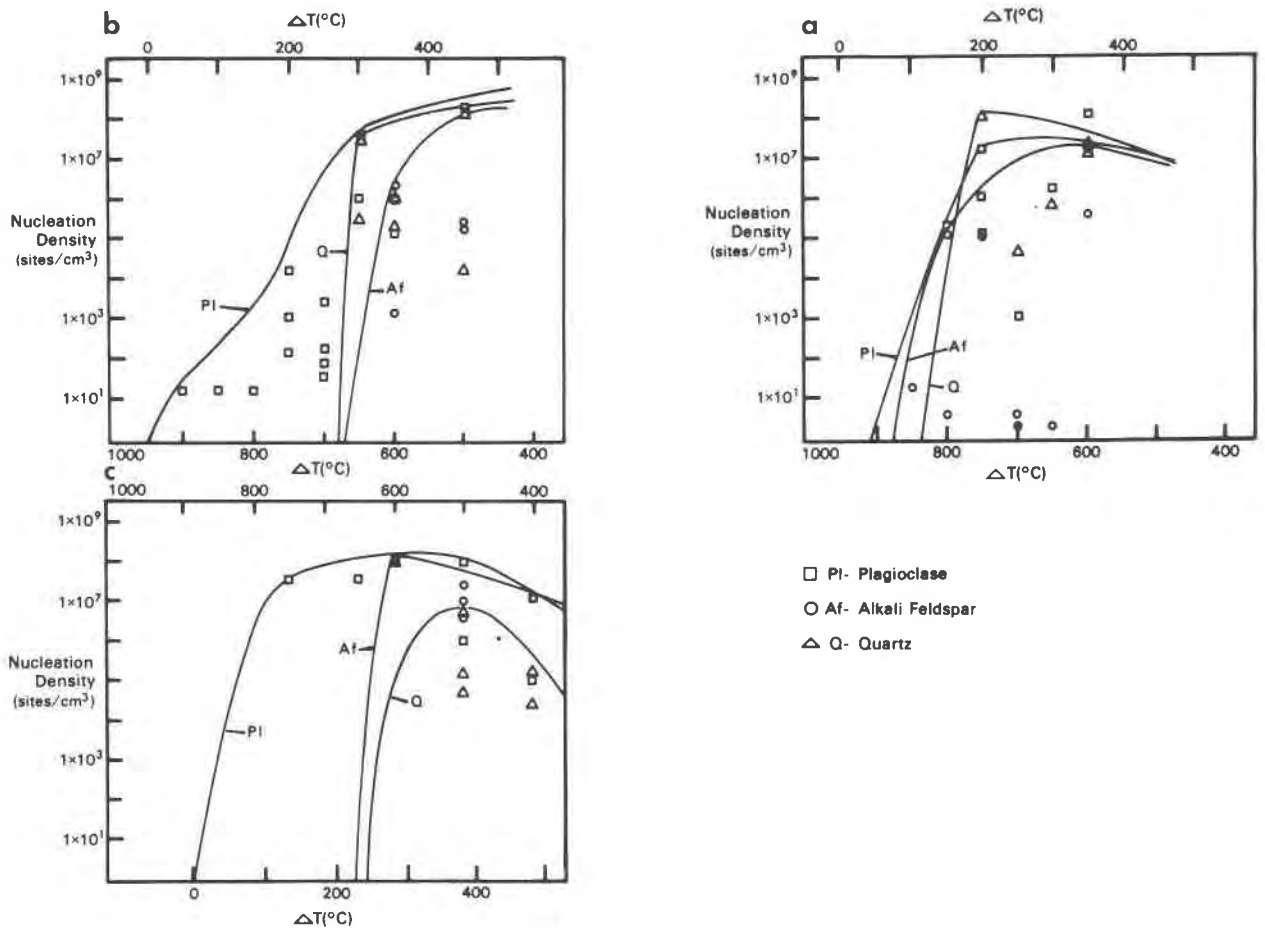 b
ΔT(°C)
0 200 400
1×10⁹
1×10⁷
Nucleation
Density
(sites/cm³)
1×10³
1×10¹
Pl
Q
Af
1000 800 600 400
ΔT(°C)
a
ΔT(°C)
0 200 400
1×10⁹
1×10⁷
Nucleation
Density
(sites/cm³)
1×10³
1×10¹
Pl
Af
Q
1000 800 600 400
ΔT(°C)
c
1000 800 600 400
1×10⁹
1×10⁷
Nucleation
Density
(sites/cm³)
1×10³
1×10¹
Pl
Af
Q
0 200 400
ΔT(°C)
Pl- Plagioclase
Af- Alkali Feldspar
Q- Quartz